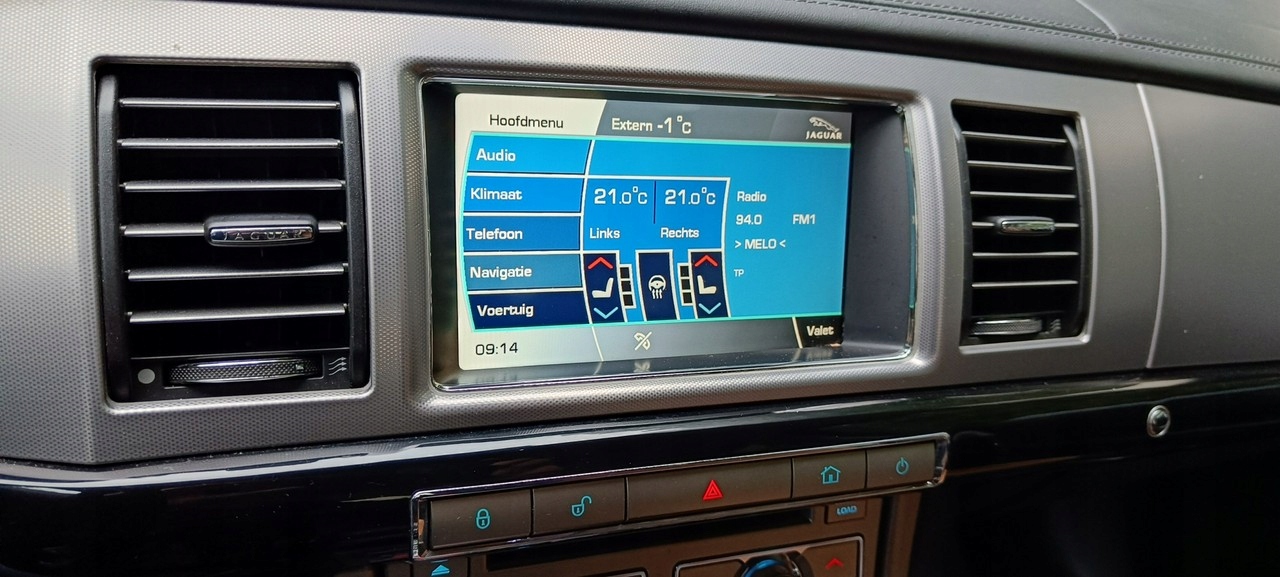 Hoofdmenu
Extern -1°c
JAGUAR
Audio
Klimaat
21.0°c 21.0°c
Radio
94.0 FM1
Telefoon
Links Rechts
> MELO <
Navigatie
TP
Voertuig
Valet
09:14
JAGUAR
LOAD